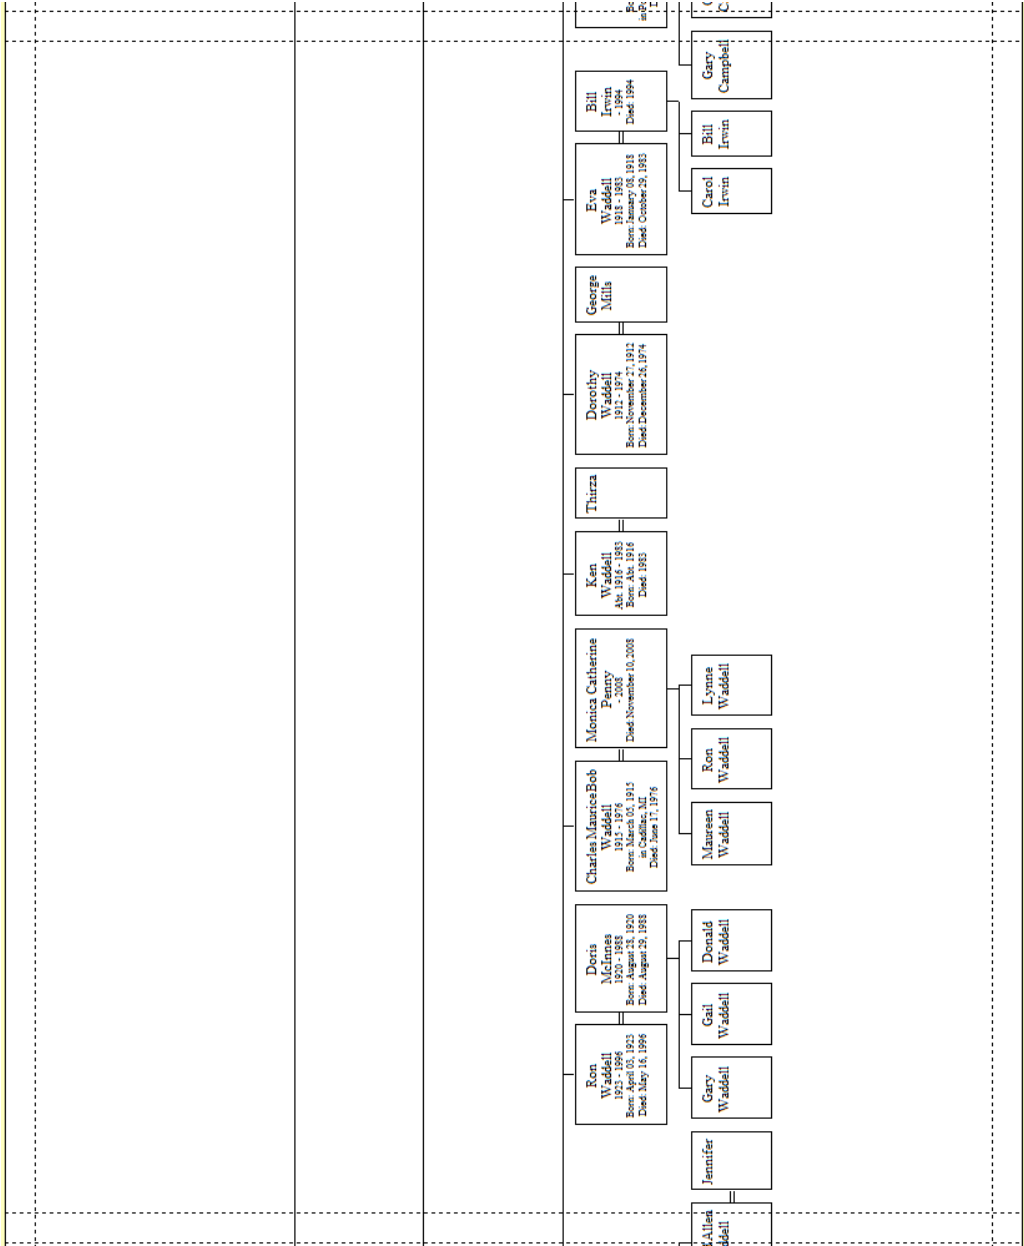 Gary
Campbell
Bill
Irwin
- 1994
Died: 1994
Bill
Irwin
Eva
Waddell
1918 - 1983
Born: January 08, 1918
Died: October 29, 1983
Carol
Irwin
George
Mills
Dorothy
Waddell
1912 - 1974
Born: November 27, 1912
Died: December 26, 1974
Thirza
Ken
Waddell
Abt. 1916 - 1983
Born: Abt. 1916
Died: 1983
Monica Catherine
Penny
- 2008
Died: November 10, 2008
Lynne
Waddell
Ron
Waddell
Charles Maurice Bob
Waddell
1915 - 1976
Born: March 05, 1915
in Cadillac, MI
Died: June 17, 1976
Maureen
Waddell
Doris
McInnes
1920 - 1988
Born: August 28, 1920
Died: August 29, 1988
Donald
Waddell
Gail
Waddell
Ron
Waddell
1923 - 1996
Born: April 03, 1923
Died: May 16, 1996
Gary
Waddell
Jennifer
Allen